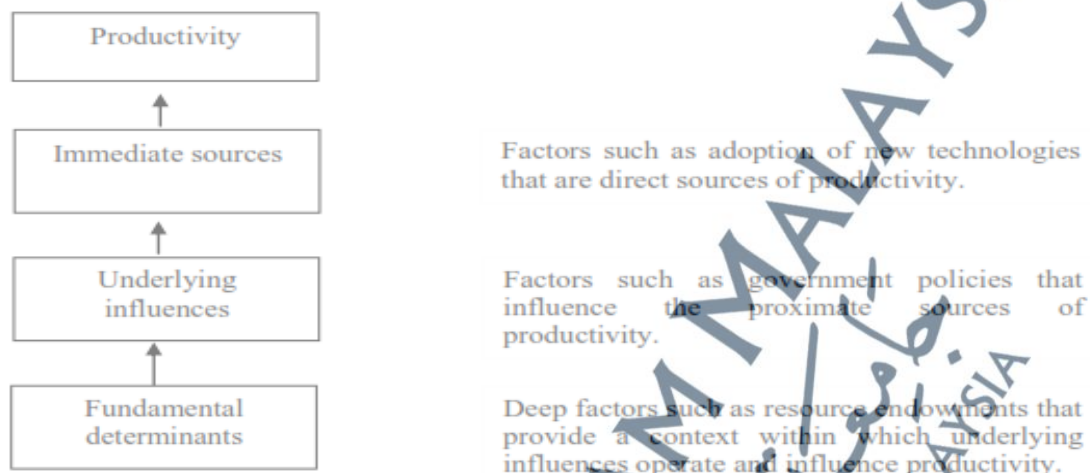 Productivity
Immediate sources
Factors such as adoption of new technologies
that are direct sources of productivity.
Underlying
influences
Factors such as government policies that
influence the proximate sources of
productivity.
Fundamental
determinants
Deep factors such as resource endowments that
provide a context within which underlying
influences operate and influence productivity.